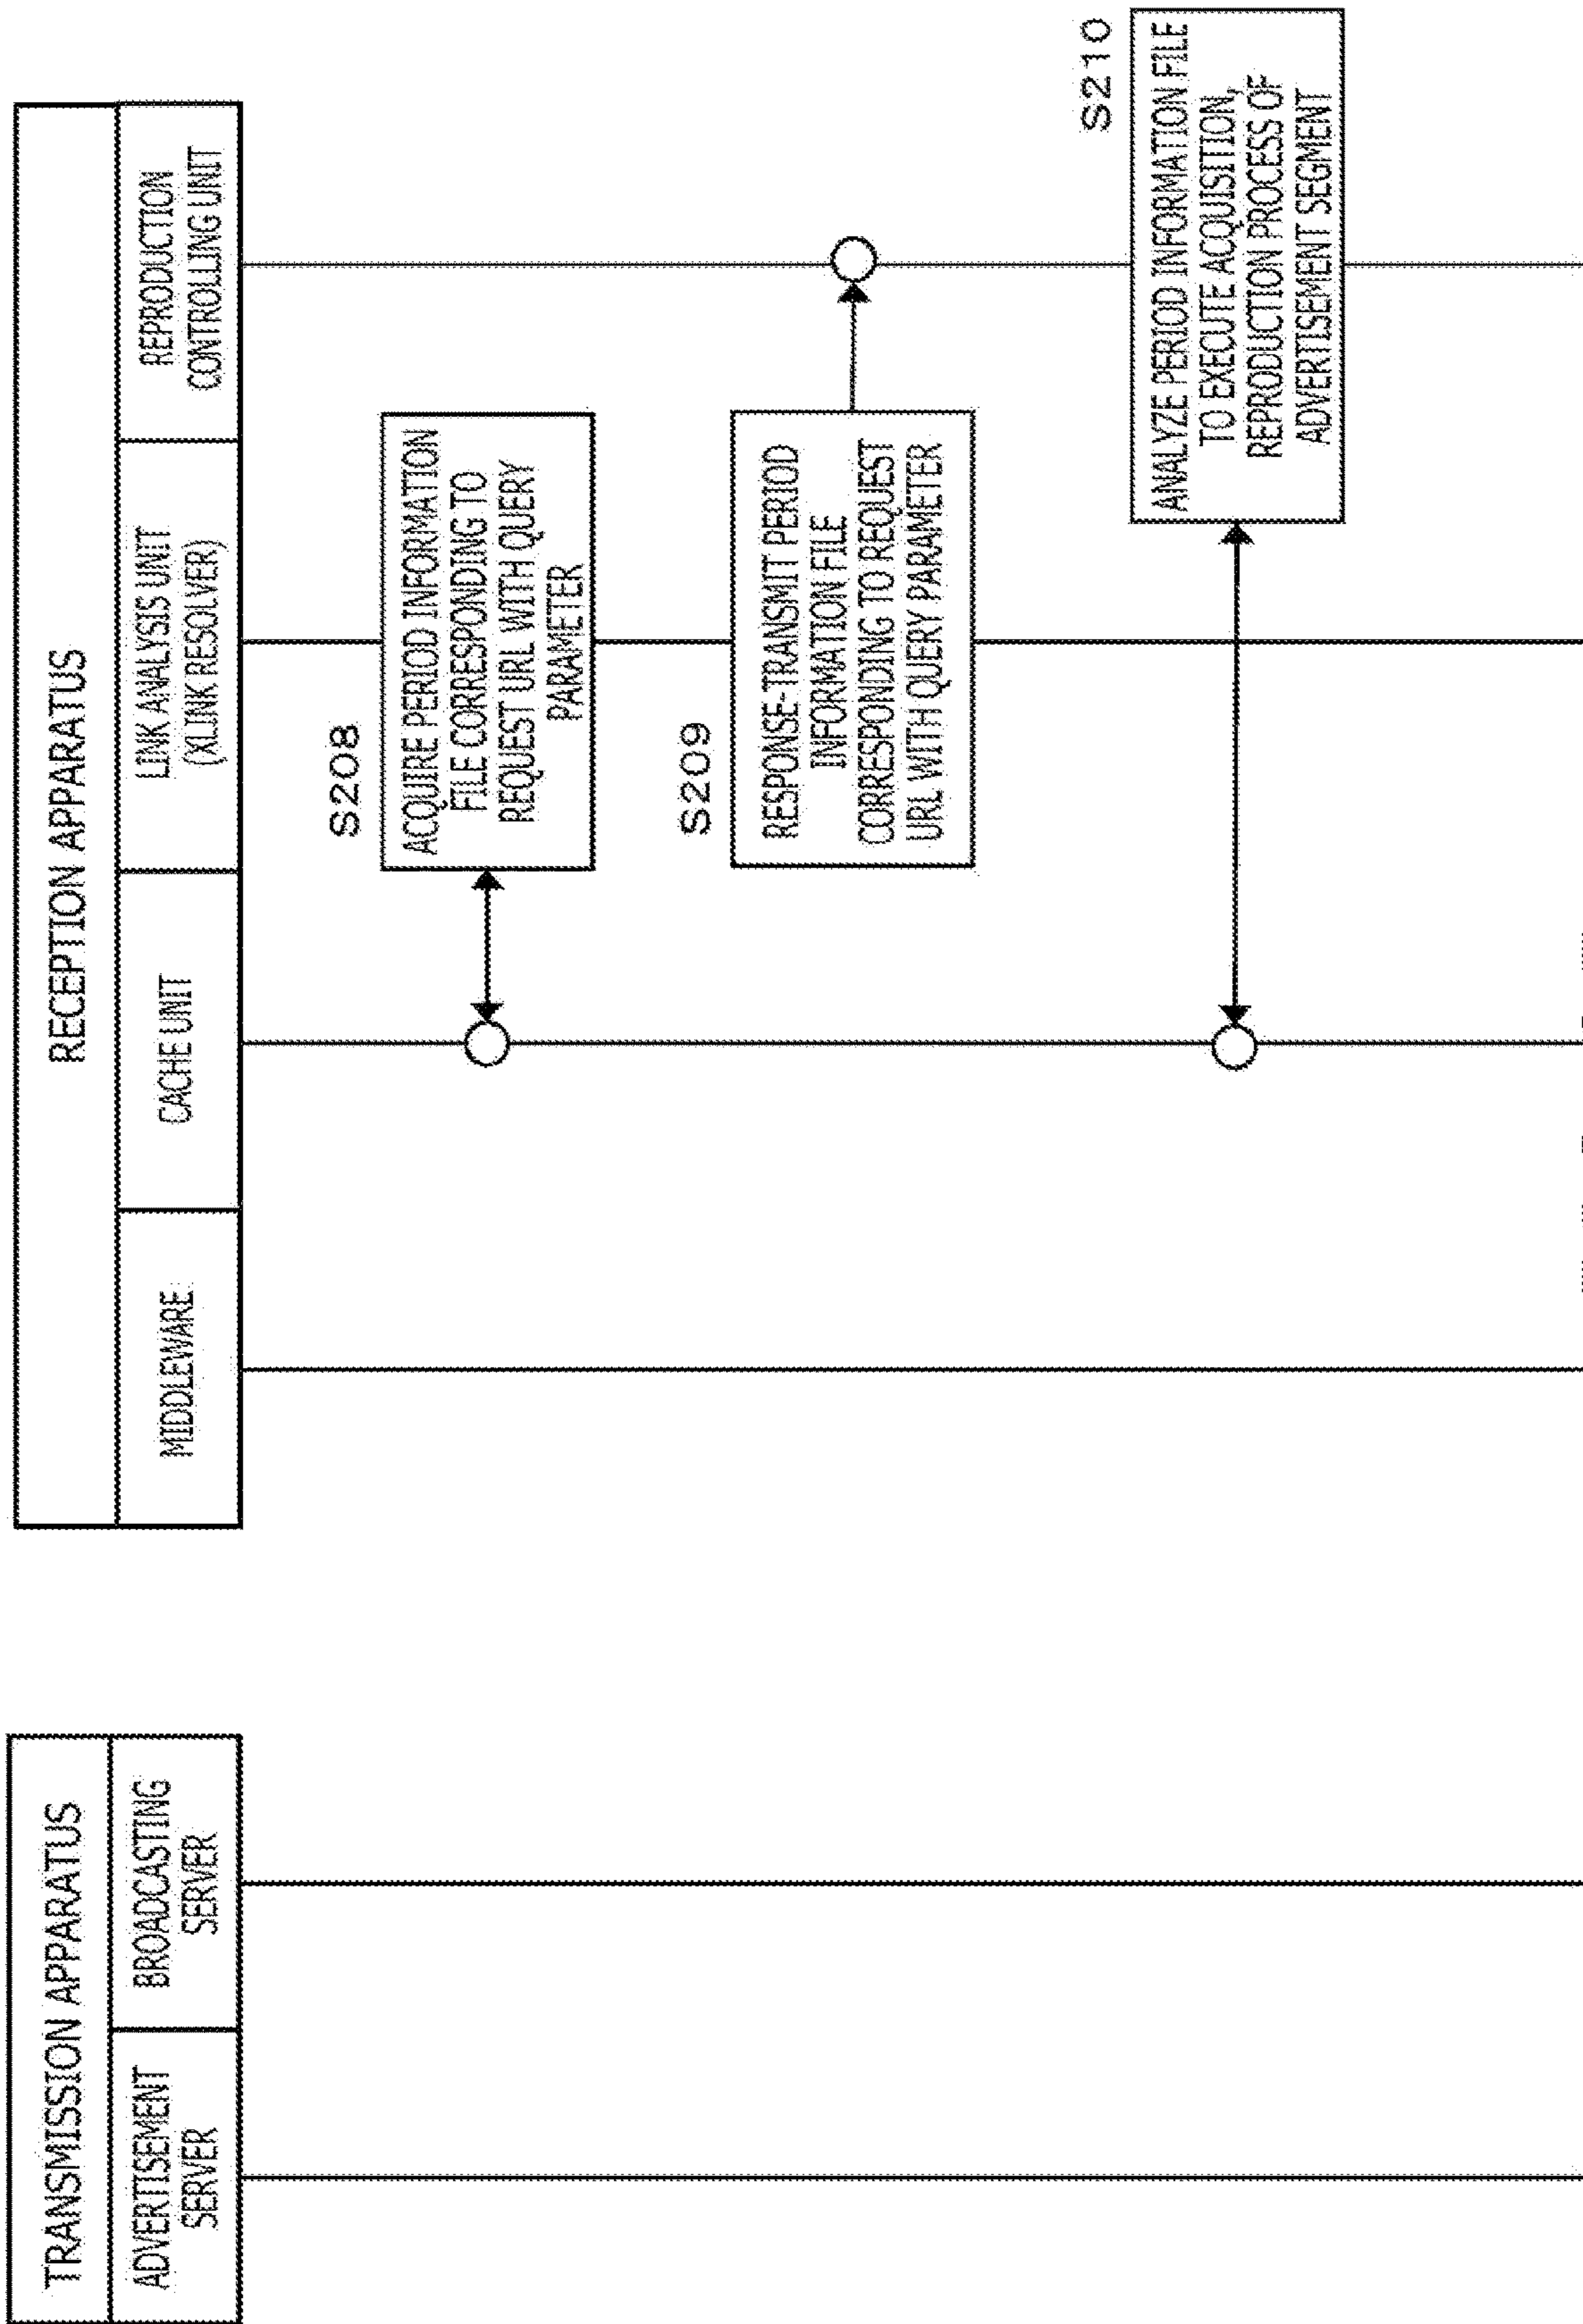 TRANSMISSION APPARATUS
ADVERTISEMENT
SERVER
BROADCASTING
SERVER
RECEPTION APPARATUS
MIDDLEWARE
CACHE UNIT
LINK ANALYSIS UNIT
(XLINK RESOLVER)
REPRODUCTION
CONTROLLING UNIT
S208
ACQUIRE PERIOD INFORMATION
FILE CORRESPONDING TO
REQUEST URL WITH QUERY
PARAMETER
S209
RESPONSE-TRANSMIT PERIOD
INFORMATION FILE
CORRESPONDING TO REQUEST
URL WITH QUERY PARAMETER
S210
ANALYZE PERIOD INFORMATION FILE
TO EXECUTE ACQUISITION,
REPRODUCTION PROCESS OF
ADVERTISEMENT SEGMENT